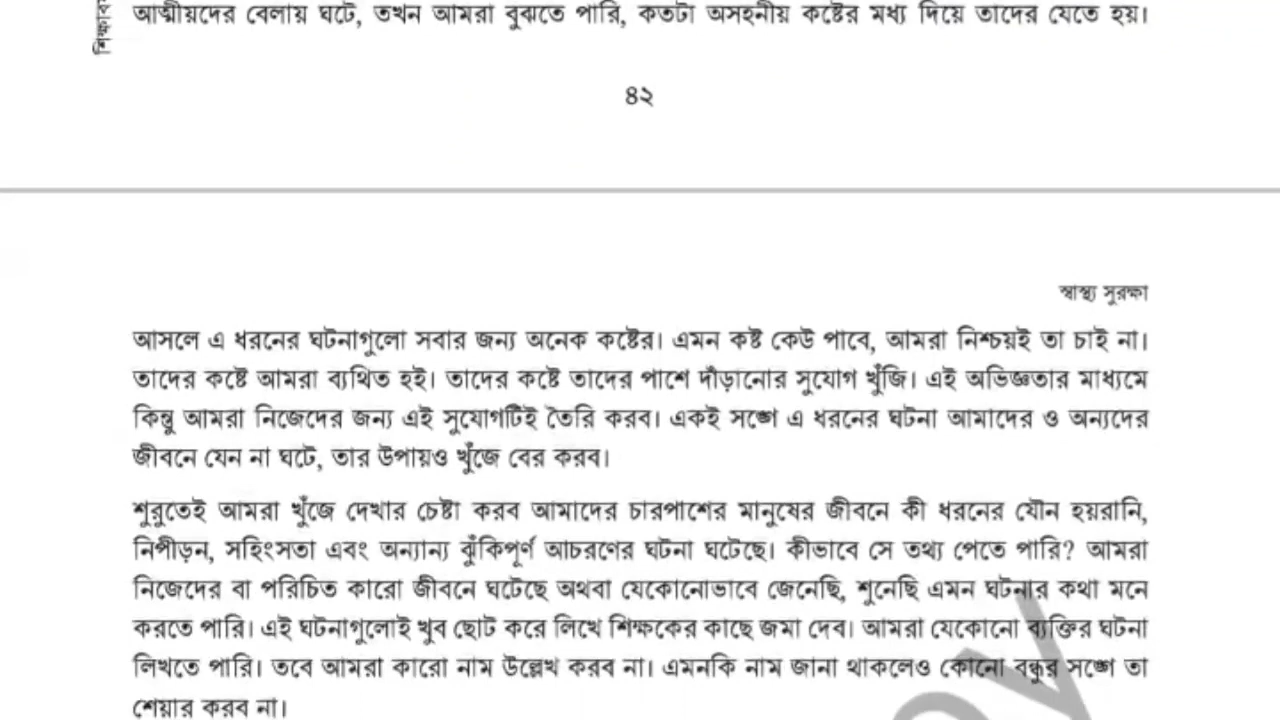 শিক্ষাব
আত্মীয়দের বেলায় ঘটে, তখন আমরা বুঝতে পারি, কতটা অসহনীয় কষ্টের মধ্য দিয়ে তাদের যেতে হয়।
৪২
স্বাস্থ্য সুরক্ষা
আসলে এ ধরনের ঘটনাগুলো সবার জন্য অনেক কষ্টের। এমন কষ্ট কেউ পাবে, আমরা নিশ্চয়ই তা চাই না।
তাদের কষ্টে আমরা ব্যথিত হই। তাদের কষ্টে তাদের পাশে দাঁড়ানোর সুযোগ খুঁজি। এই অভিজ্ঞতার মাধ্যমে
কিন্তু আমরা নিজেদের জন্য এই সুযোগটিই তৈরি করব। একই সঙ্গে এ ধরনের ঘটনা আমাদের ও অন্যদের
জীবনে যেন না ঘটে, তার উপায়ও খুঁজে বের করব।
শুরুতেই আমরা খুঁজে দেখার চেষ্টা করব আমাদের চারপাশের মানুষের জীবনে কী ধরনের যৌন হয়রানি,
নিপীড়ন, সহিংসতা এবং অন্যান্য ঝুঁকিপূর্ণ আচরণের ঘটনা ঘটেছে। কীভাবে সে তথ্য পেতে পারি? আমরা
নিজেদের বা পরিচিত কারো জীবনে ঘটেছে অথবা যেকোনোভাবে জেনেছি, শুনেছি এমন ঘটনার কথা মনে
করতে পারি। এই ঘটনাগুলোই খুব ছোট করে লিখে শিক্ষকের কাছে জমা দেব। আমরা যেকোনো ব্যক্তির ঘটনা
লিখতে পারি। তবে আমরা কারো নাম উল্লেখ করব না। এমনকি নাম জানা থাকলেও কোনো বন্ধুর সঙ্গে তা
শেয়ার করব না।